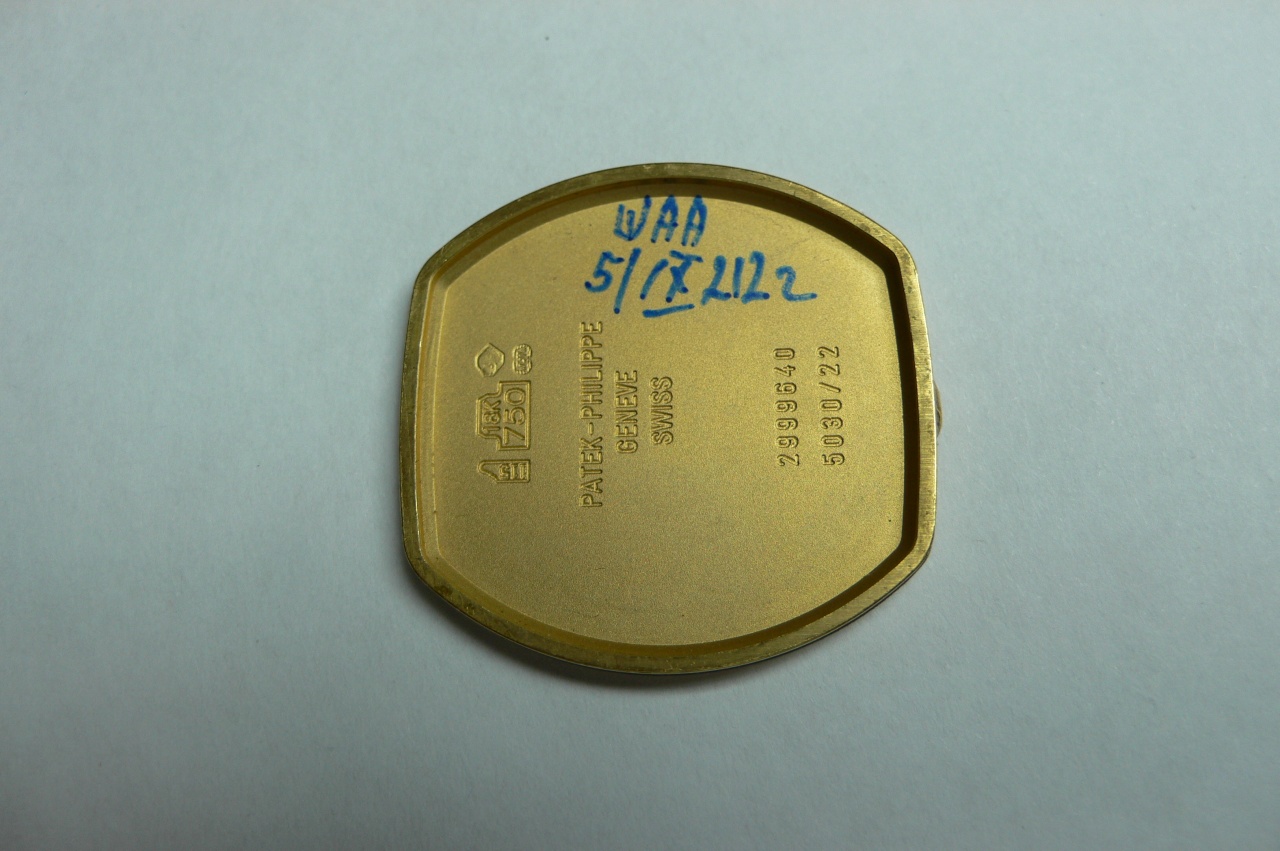 WAA
5/IX 2122
PATEK-PHILIPPE
GENEVE
SWISS
2999640
5030/22
18K
750